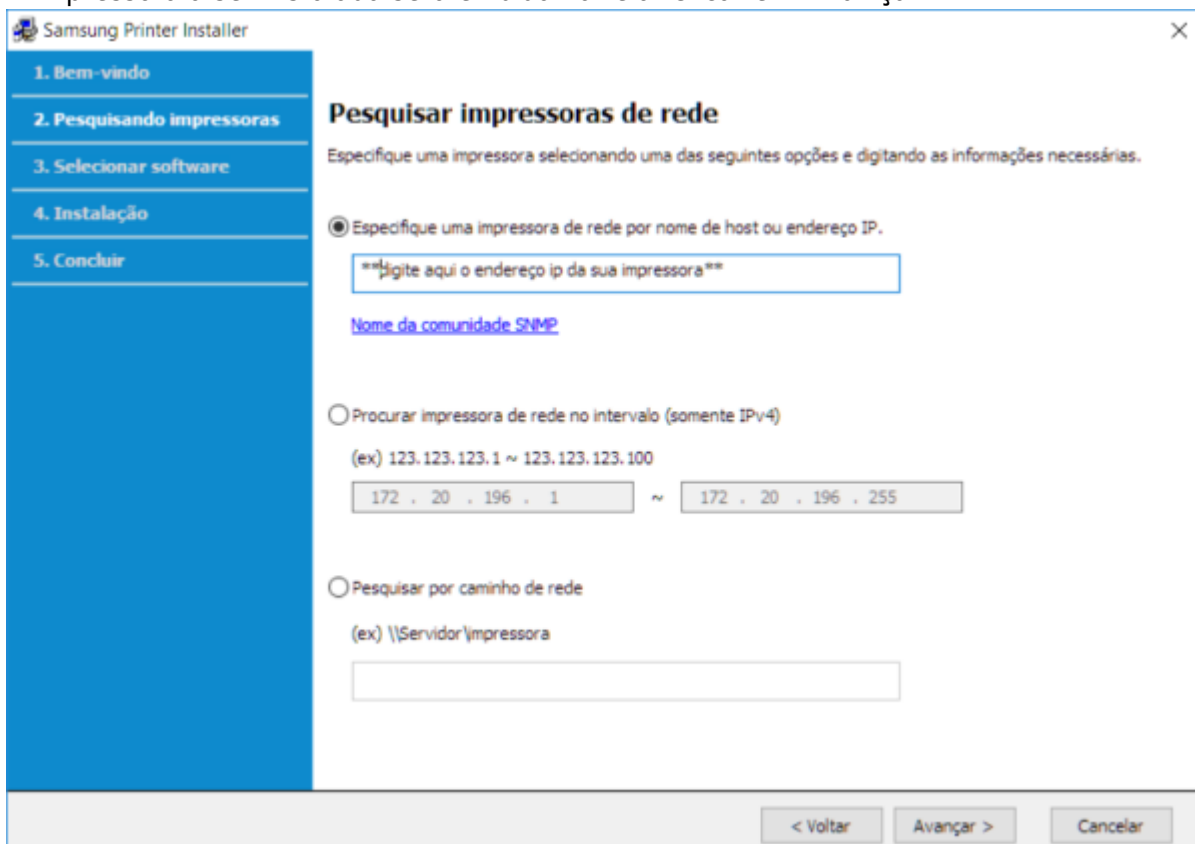 Samsung Printer Installer
1. Bem-vindo
2. Pesquisando impressoras
3. Selecionar software
4. Instalação
5. Concluir
Pesquisar impressoras de rede
Especifique uma impressora selecionando uma das seguintes opções e digitando as informações necessárias.
Especifique uma impressora de rede por nome de host ou endereço IP.
**digite aqui o endereço ip da sua impressora**
Nome da comunidade SNMP
Procurar impressora de rede no intervalo (somente IPv4)
(ex) 123.123.123.1 ~ 123.123.123.100
172 . 20 . 196 . 1 ~ 172 . 20 . 196 . 255
Pesquisar por caminho de rede
(ex) \\Servidor\impressora
< Voltar Avançar > Cancelar